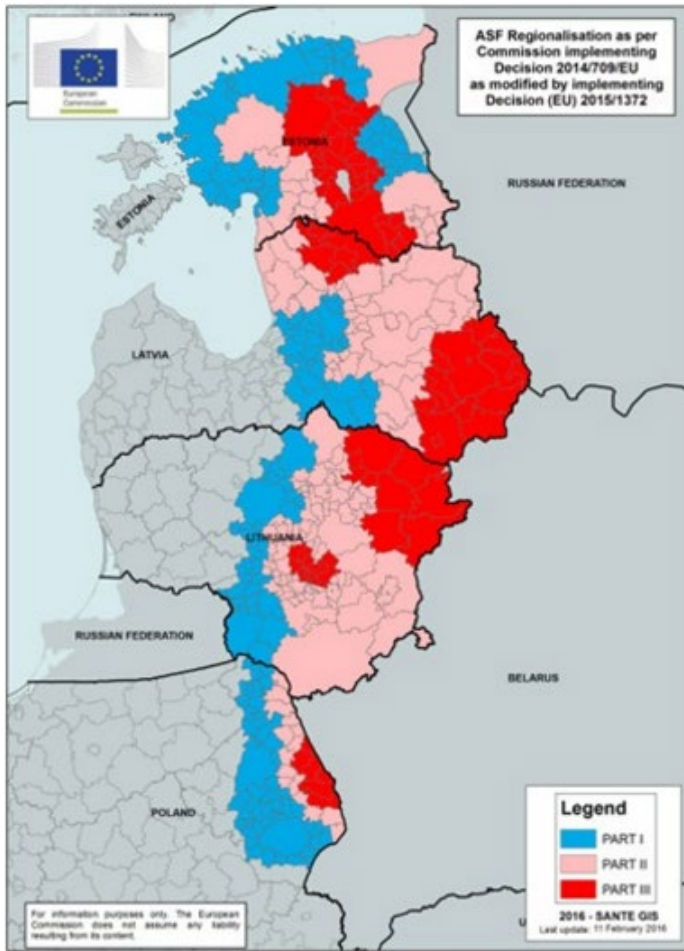 FINLAND
European
Commission
ASF Regionalisation as per
Commission implementing
Decision 2014/709/EU
as modified by implementing
Decision (EU) 2015/1372
ESTONIA
RUSSIAN FEDERATION
ESTONIA
LATVIA
LITHUANIA
RUSSIAN FEDERATION
BELARUS
POLAND
Legend
PART I
PART II
PART III
2016 - SANTE GIS
Last update: 11 February 2016
For information purposes only. The European
Commission does not assume any liability
resulting from its content.